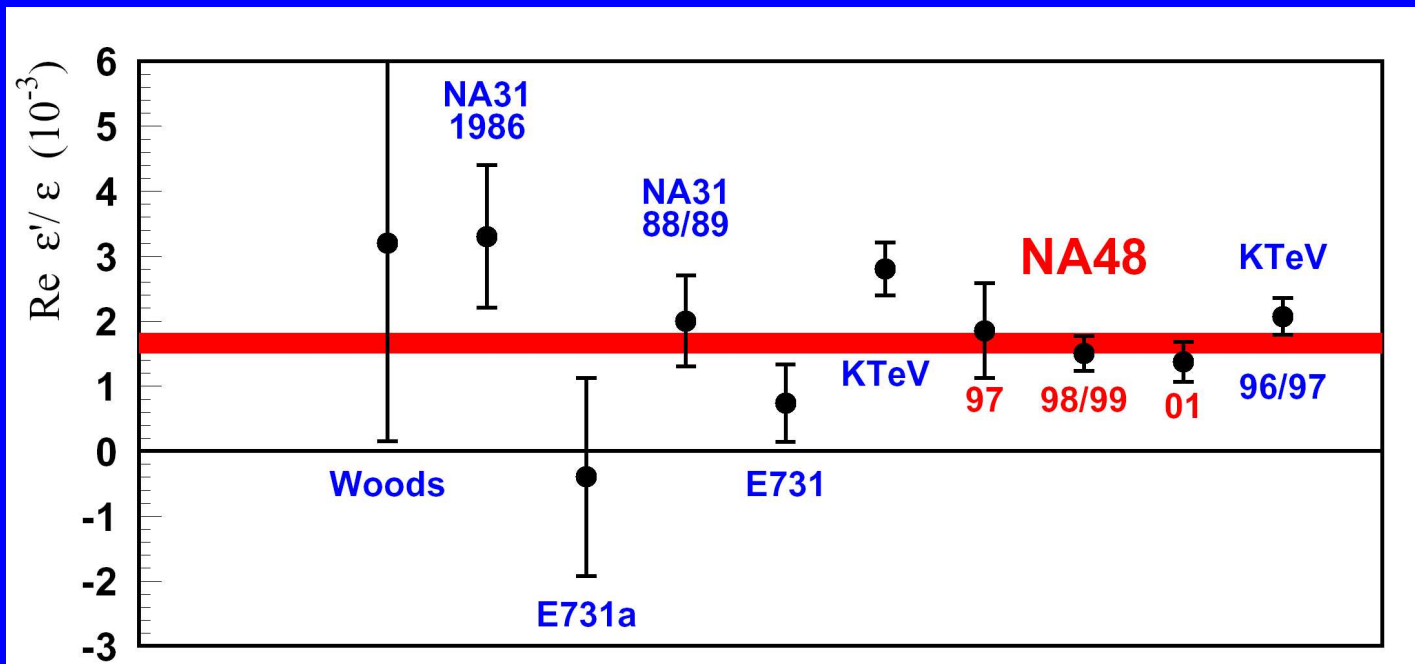 Re ε'/ ε (10⁻³)
6
5
4
3
2
1
0
-1
-2
-3
Woods
NA31
1986
E731a
NA31
88/89
E731
KTeV
NA48
97
98/99
01
KTeV
96/97